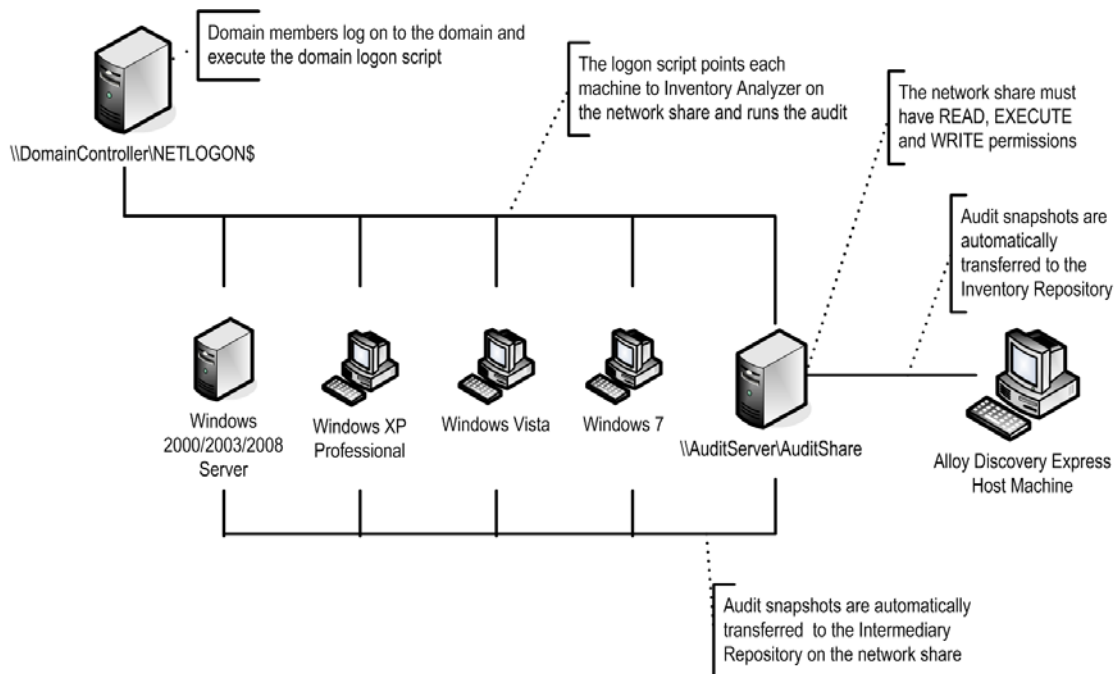 Domain members log on to the domain and
execute the domain logon script
The logon script points each
machine to Inventory Analyzer on
the network share and runs the audit
The network share must
have READ, EXECUTE
and WRITE permissions
\\DomainController\NETLOGON$
Audit snapshots are
automatically
transferred to the
Inventory Repository
Windows
2000/2003/2008
Server
Windows XP
Professional
Windows Vista
Windows 7
\\AuditServer\AuditShare
Alloy Discovery Express
Host Machine
Audit snapshots are automatically
transferred to the Intermediary
Repository on the network share